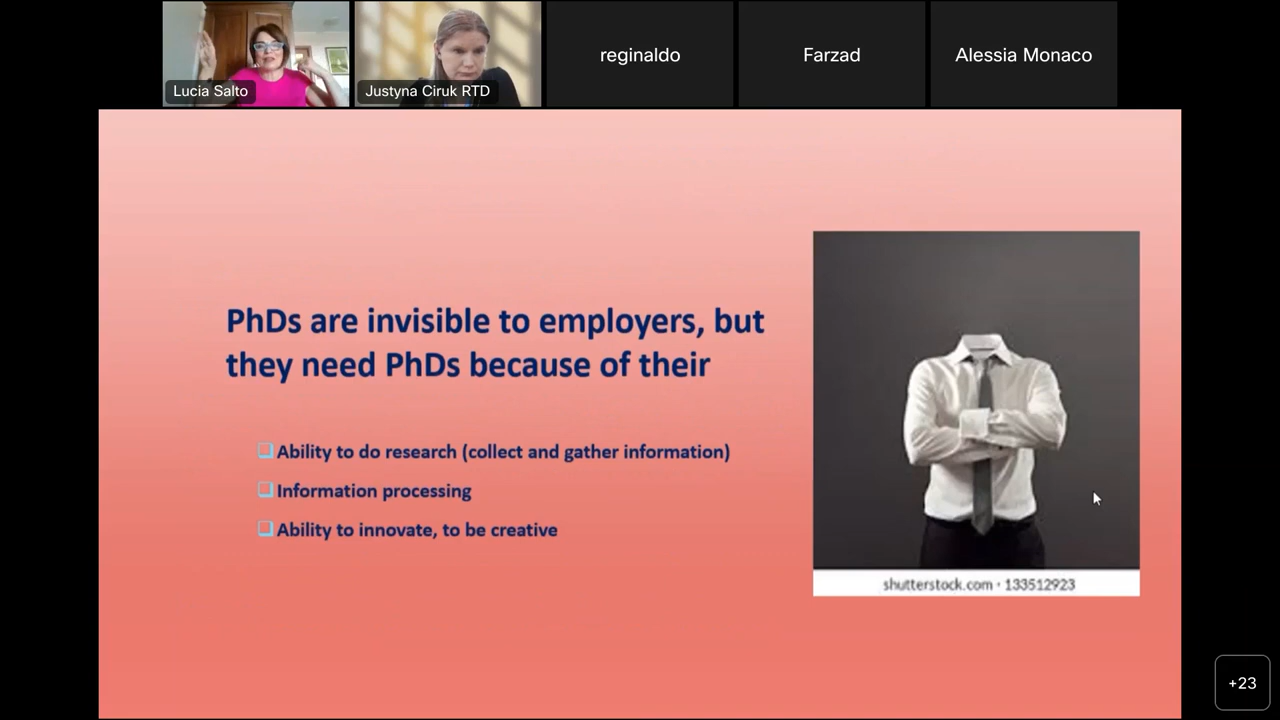 Lucia Salto
Justyna Ciruk RTD
reginaldo
Farzad
Alessia Monaco
PhDs are invisible to employers, but
they need PhDs because of their
Ability to do research (collect and gather information)
Information processing
Ability to innovate, to be creative
shutterstock.com · 133512923
+23